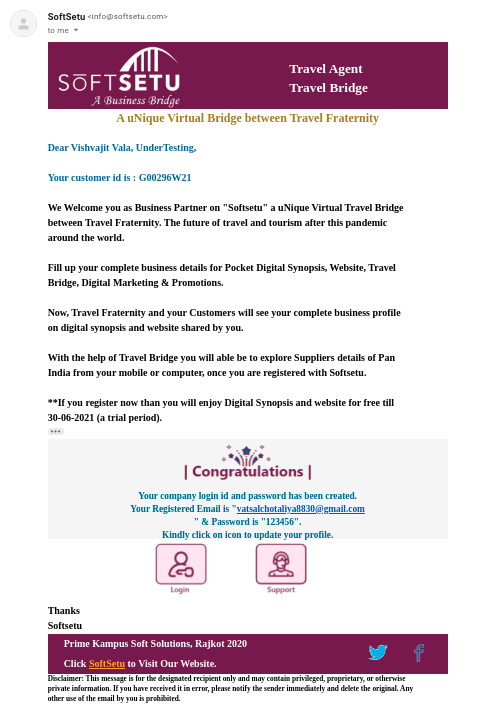 SoftSetu <info@softsetu.com>
to me
SOFTSETU
A Business Bridge
Travel Agent
Travel Bridge
A uNique Virtual Bridge between Travel Fraternity
Dear Vishvajit Vala, UnderTesting,
Your customer id is : G00296W21
We Welcome you as Business Partner on "Softsetu" a uNique Virtual Travel Bridge
between Travel Fraternity. The future of travel and tourism after this pandemic
around the world.
Fill up your complete business details for Pocket Digital Synopsis, Website, Travel
Bridge, Digital Marketing & Promotions.
Now, Travel Fraternity and your Customers will see your complete business profile
on digital synopsis and website shared by you.
With the help of Travel Bridge you will able be to explore Suppliers details of Pan
India from your mobile or computer, once you are registered with Softsetu.
**If you register now than you will enjoy Digital Synopsis and website for free till
30-06-2021 (a trial period).
| Congratulations |
Your company login id and password has been created.
Your Registered Email is "vatsalchotaliya8830@gmail.com
" & Password is "123456".
Kindly click on icon to update your profile.
Login Support
Thanks
Softsetu
Prime Kampus Soft Solutions, Rajkot 2020
Click SoftSetu to Visit Our Website.
Disclaimer: This message is for the designated recipient only and may contain privileged, proprietary, or otherwise
private information. If you have received it in error, please notify the sender immediately and delete the original. Any
other use of the email by you is prohibited.